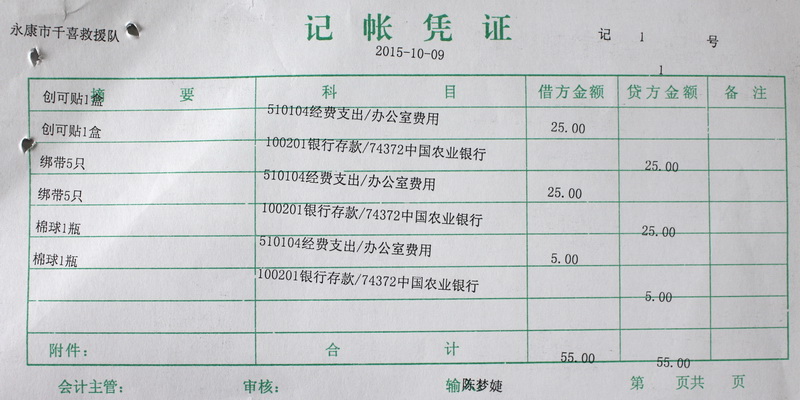 永康市千喜救援队
记帐凭证
2015-10-09
记 1 号
1
摘要 科目 借方金额 贷方金额 备注
创可贴1盒 510104经费支出/办公室费用 25.00
创可贴1盒 100201银行存款/74372中国农业银行 25.00
绑带5只 510104经费支出/办公室费用 25.00
绑带5只 100201银行存款/74372中国农业银行 25.00
棉球1瓶 510104经费支出/办公室费用 5.00
棉球1瓶 100201银行存款/74372中国农业银行 5.00
附件: 合计 55.00 55.00
会计主管: 审核: 输 陈梦婕 第 页共 页